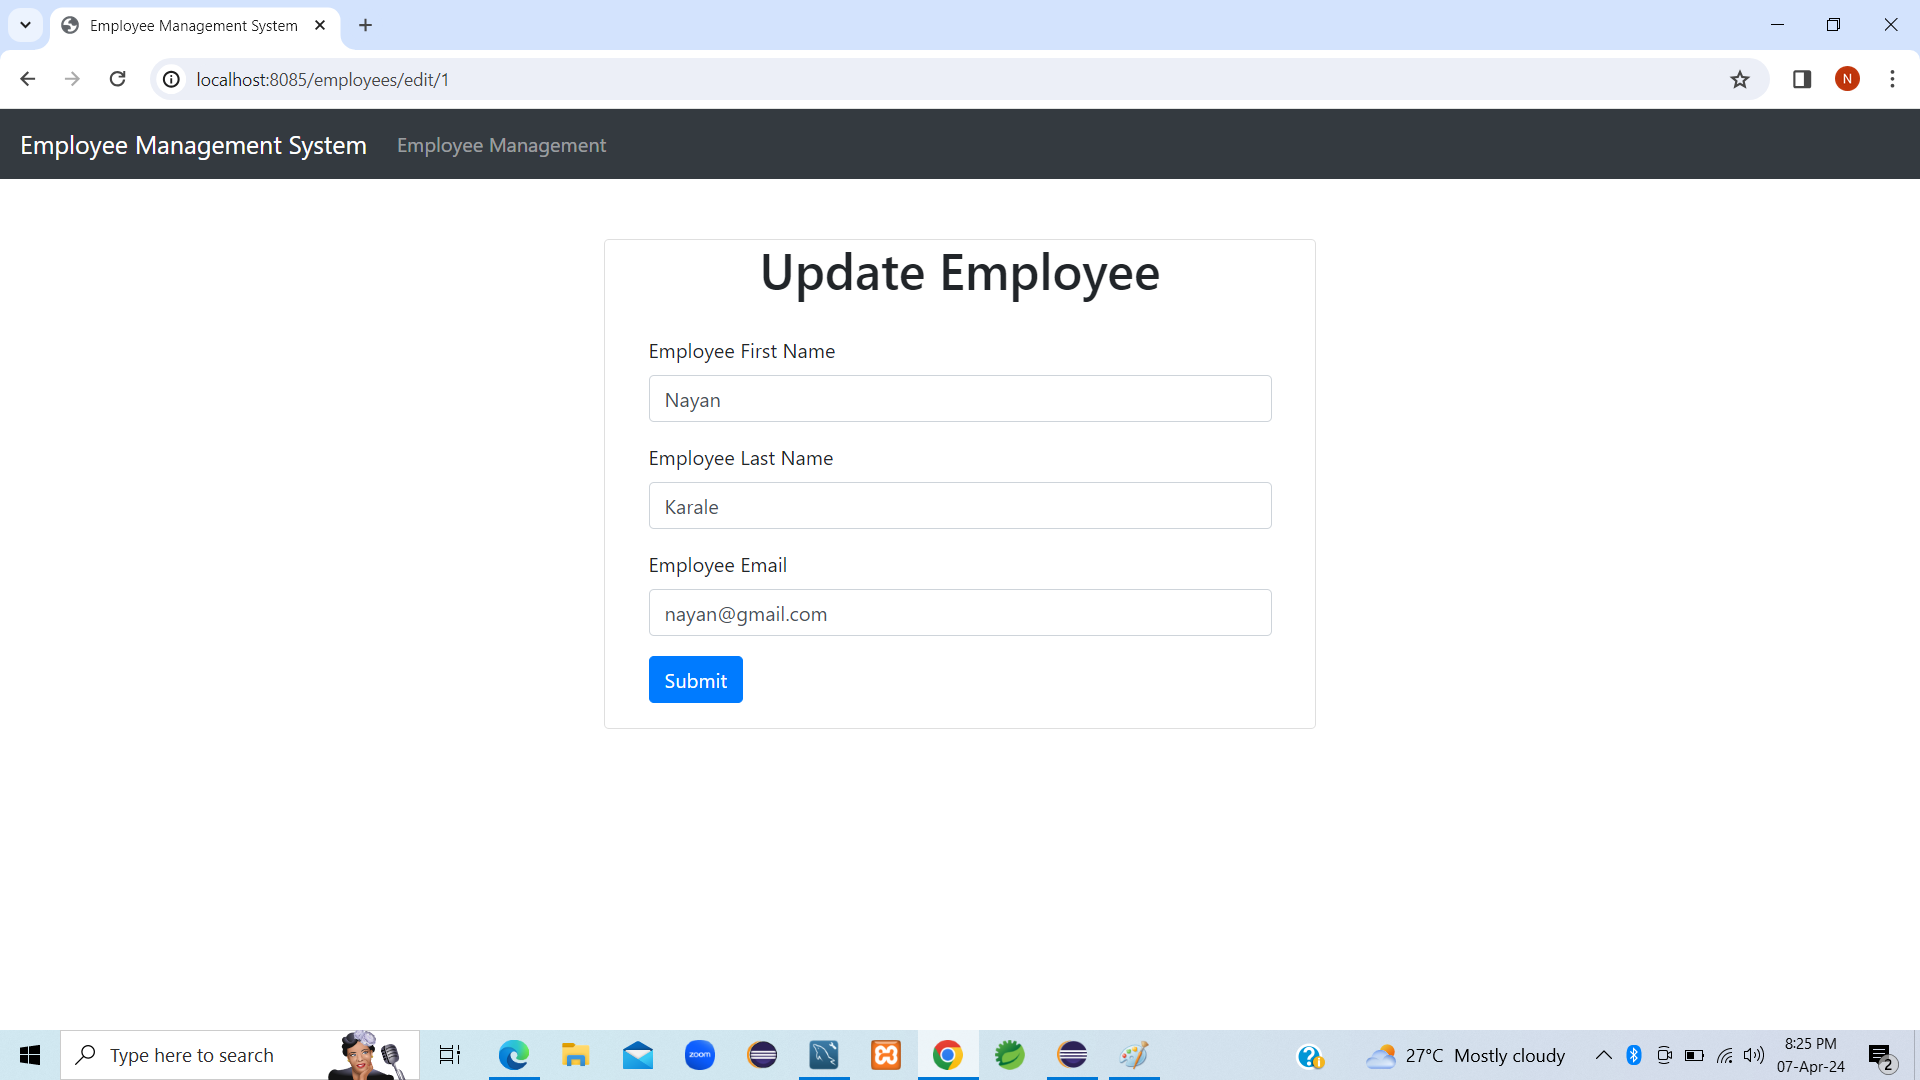 Employee Management System
localhost:8085/employees/edit/1
N
Employee Management System Employee Management
Update Employee
Employee First Name
Nayan
Employee Last Name
Karale
Employee Email
nayan@gmail.com
Submit
Type here to search
zoom
27°C Mostly cloudy
8:25 PM
07-Apr-24
2